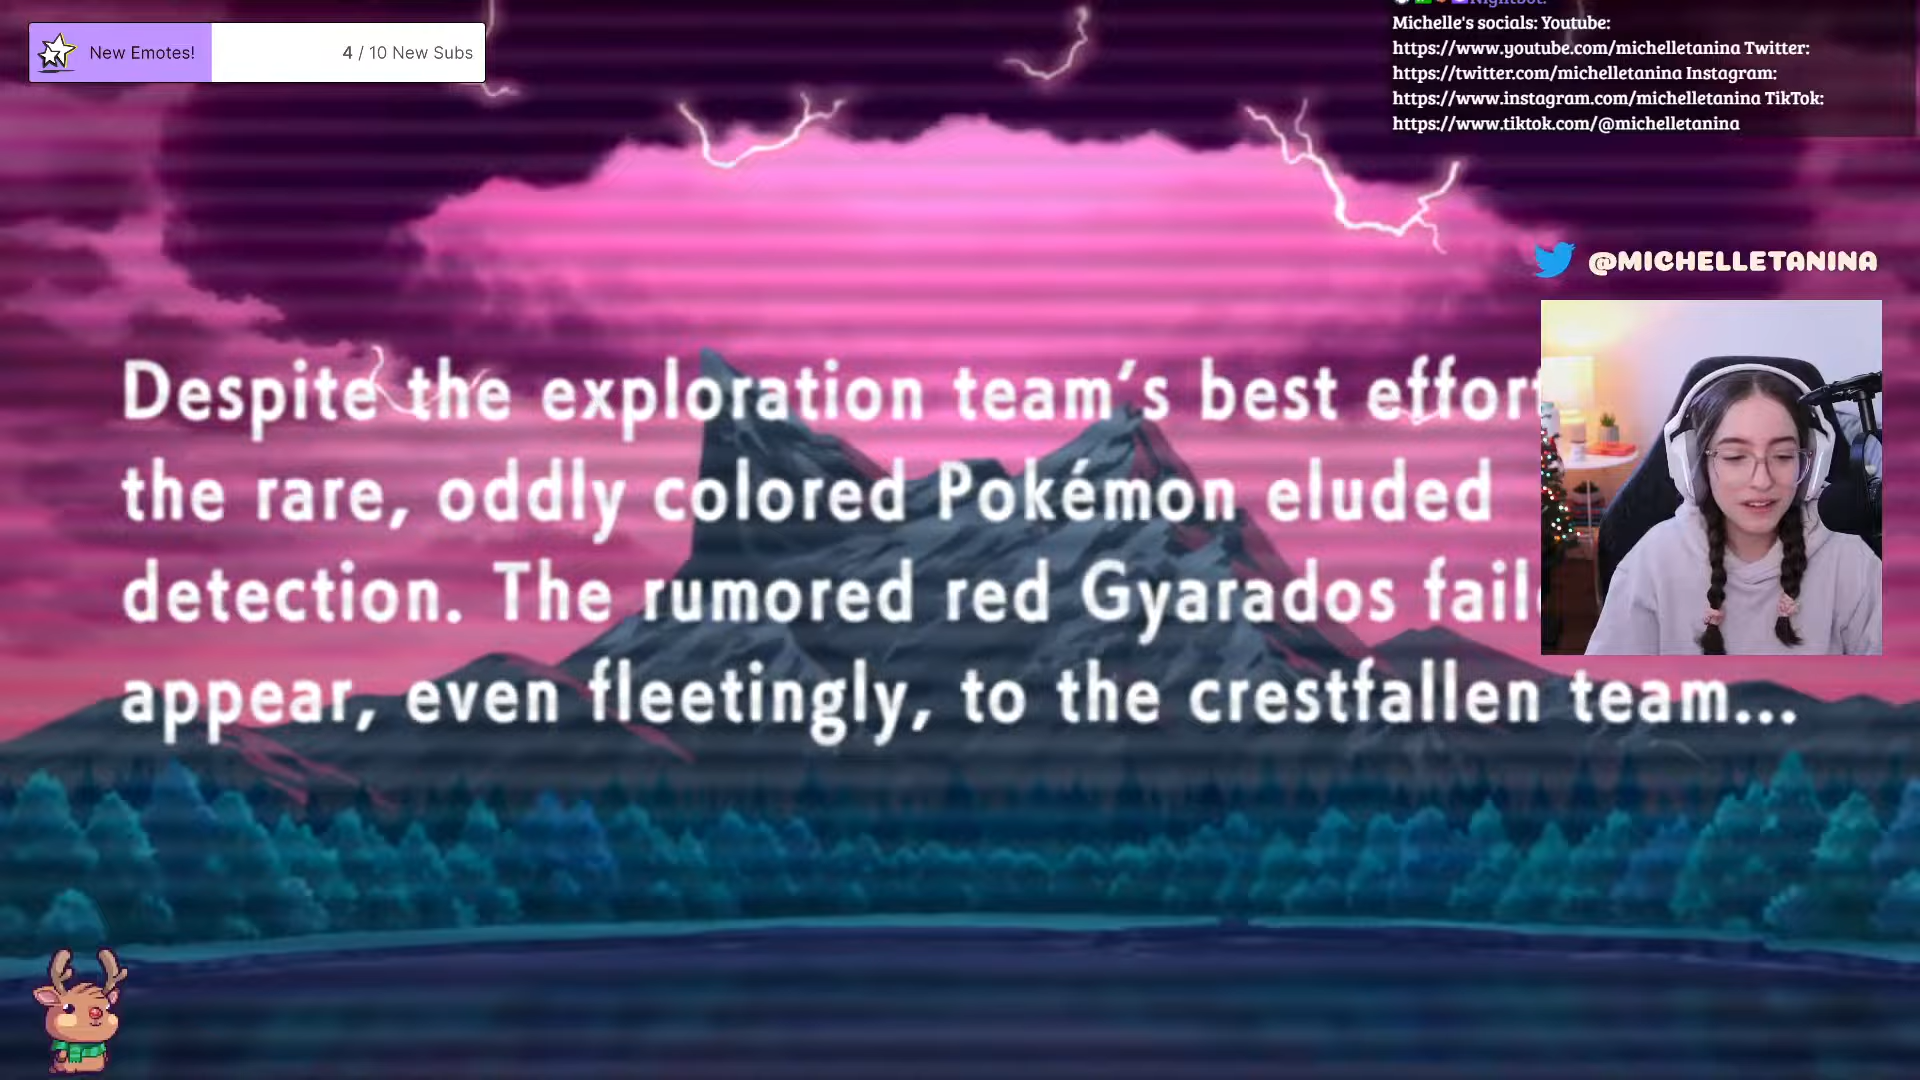 New Emotes!
4 / 10 New Subs
Nightbot:
Michelle's socials: Youtube:
https://www.youtube.com/michelletanina Twitter:
https://twitter.com/michelletanina Instagram:
https://www.instagram.com/michelletanina TikTok:
https://www.tiktok.com/@michelletanina
@MICHELLETANINA
Despite the exploration team's best
the rare, oddly colored Pokémon eluded
detection. The rumored red Gyarados
appear, even fleetingly, to the crestfallen team...